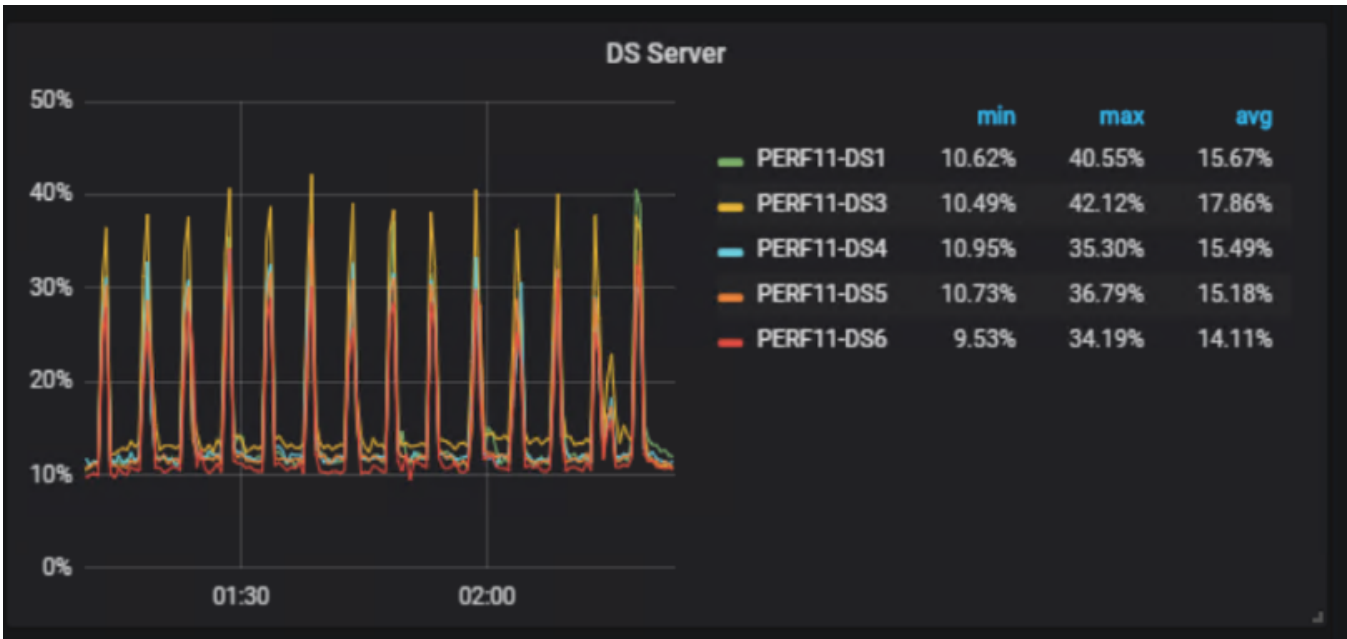 DS Server
50%
40%
30%
20%
10%
0%
01:30 02:00
min max avg
PERF11-DS1 10.62% 40.55% 15.67%
PERF11-DS3 10.49% 42.12% 17.86%
PERF11-DS4 10.95% 35.30% 15.49%
PERF11-DS5 10.73% 36.79% 15.18%
PERF11-DS6 9.53% 34.19% 14.11%